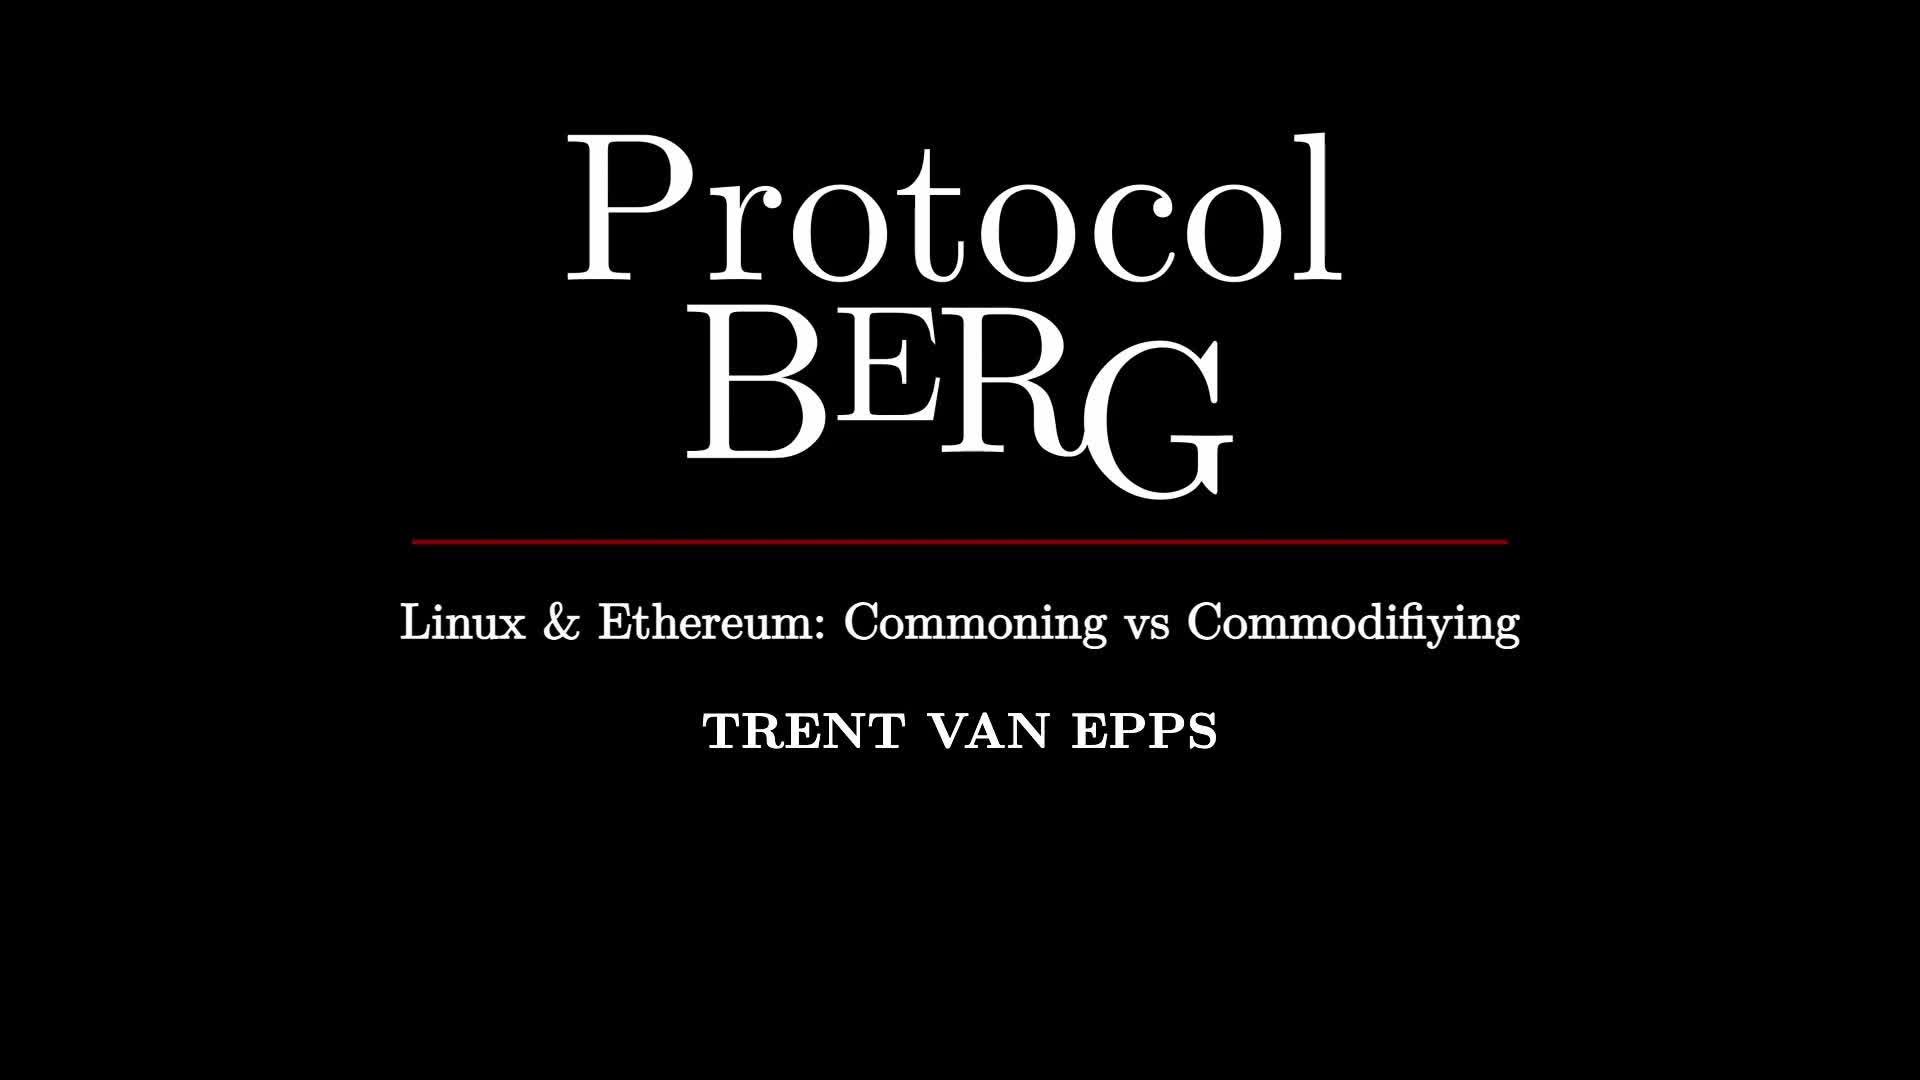 Protocol
BERG
Linux & Ethereum: Commoning vs Commodifiying
TRENT VAN EPPS